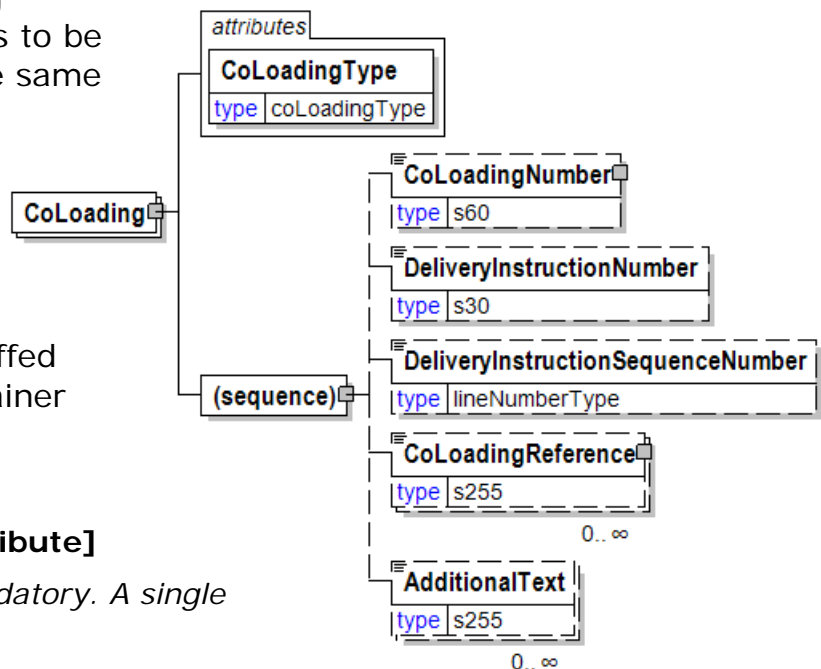 s to be
e same
ffed
iner
ibute]
datory. A single
attributes
CoLoadingType
type coLoadingType
CoLoading
(sequence)
CoLoadingNumber
type s60
DeliveryInstructionNumber
type s30
DeliveryInstructionSequenceNumber
type lineNumberType
CoLoadingReference
type s255
0.. ∞
AdditionalText
type s255
0.. ∞